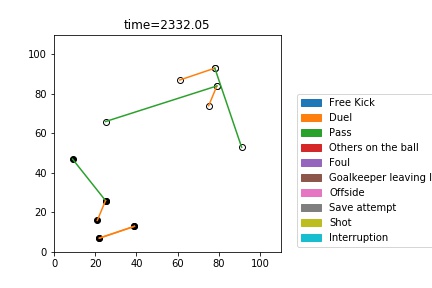 time=2332.05
100
80
60
40
20
0
0 20 40 60 80 100
Free Kick
Duel
Pass
Others on the ball
Foul
Goalkeeper leaving l
Offside
Save attempt
Shot
Interruption